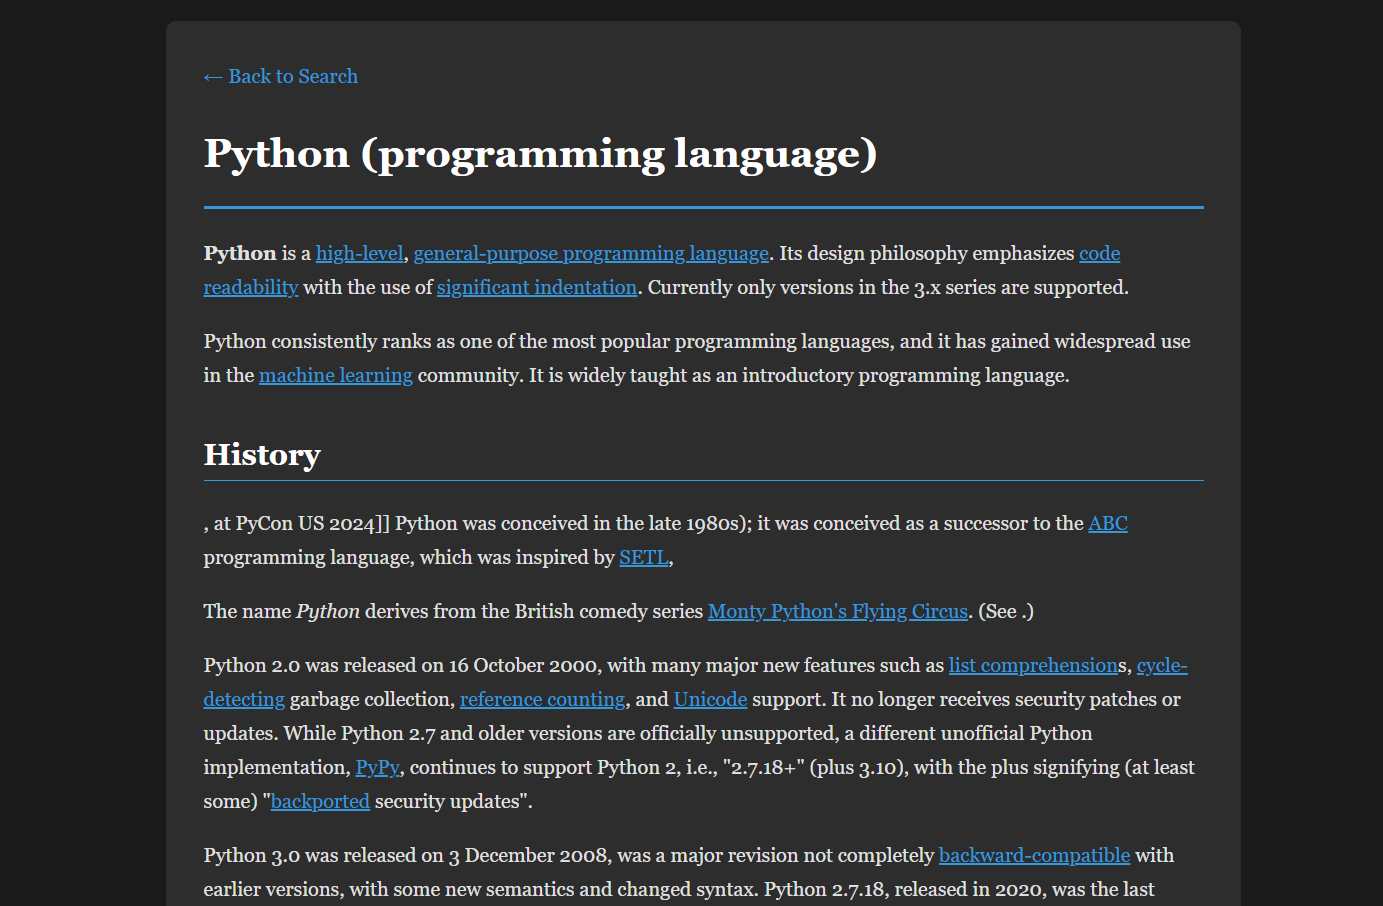 ← Back to Search
Python (programming language)
Python is a high-level, general-purpose programming language. Its design philosophy emphasizes code
readability with the use of significant indentation. Currently only versions in the 3.x series are supported.
Python consistently ranks as one of the most popular programming languages, and it has gained widespread use
in the machine learning community. It is widely taught as an introductory programming language.
History
, at PyCon US 2024]] Python was conceived in the late 1980s); it was conceived as a successor to the ABC
programming language, which was inspired by SETL,
The name Python derives from the British comedy series Monty Python's Flying Circus. (See .)
Python 2.0 was released on 16 October 2000, with many major new features such as list comprehensions, cycle-
detecting garbage collection, reference counting, and Unicode support. It no longer receives security patches or
updates. While Python 2.7 and older versions are officially unsupported, a different unofficial Python
implementation, PyPy, continues to support Python 2, i.e., "2.7.18+" (plus 3.10), with the plus signifying (at least
some) "backported security updates".
Python 3.0 was released on 3 December 2008, was a major revision not completely backward-compatible with
earlier versions, with some new semantics and changed syntax. Python 2.7.18, released in 2020, was the last